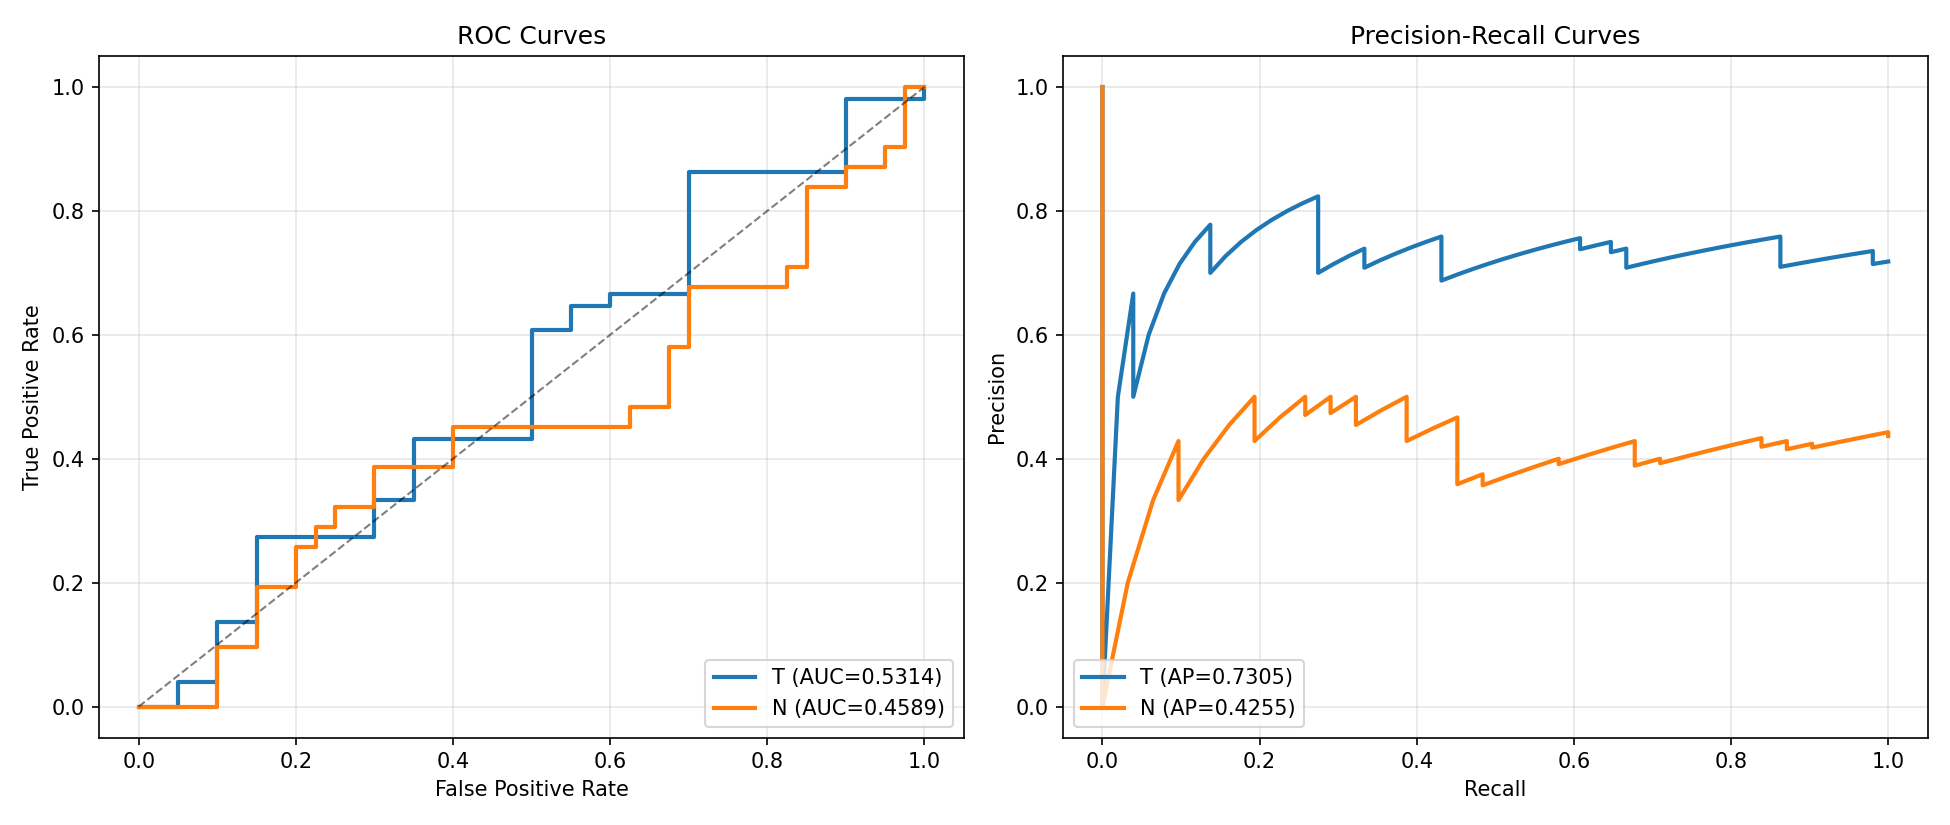 ROC Curves
True Positive Rate
1.0
0.8
0.6
0.4
0.2
0.0
0.0 0.2 0.4 0.6 0.8 1.0
False Positive Rate
T (AUC=0.5314)
N (AUC=0.4589)
Precision-Recall Curves
Precision
1.0
0.8
0.6
0.4
0.2
0.0
0.0 0.2 0.4 0.6 0.8 1.0
Recall
T (AP=0.7305)
N (AP=0.4255)